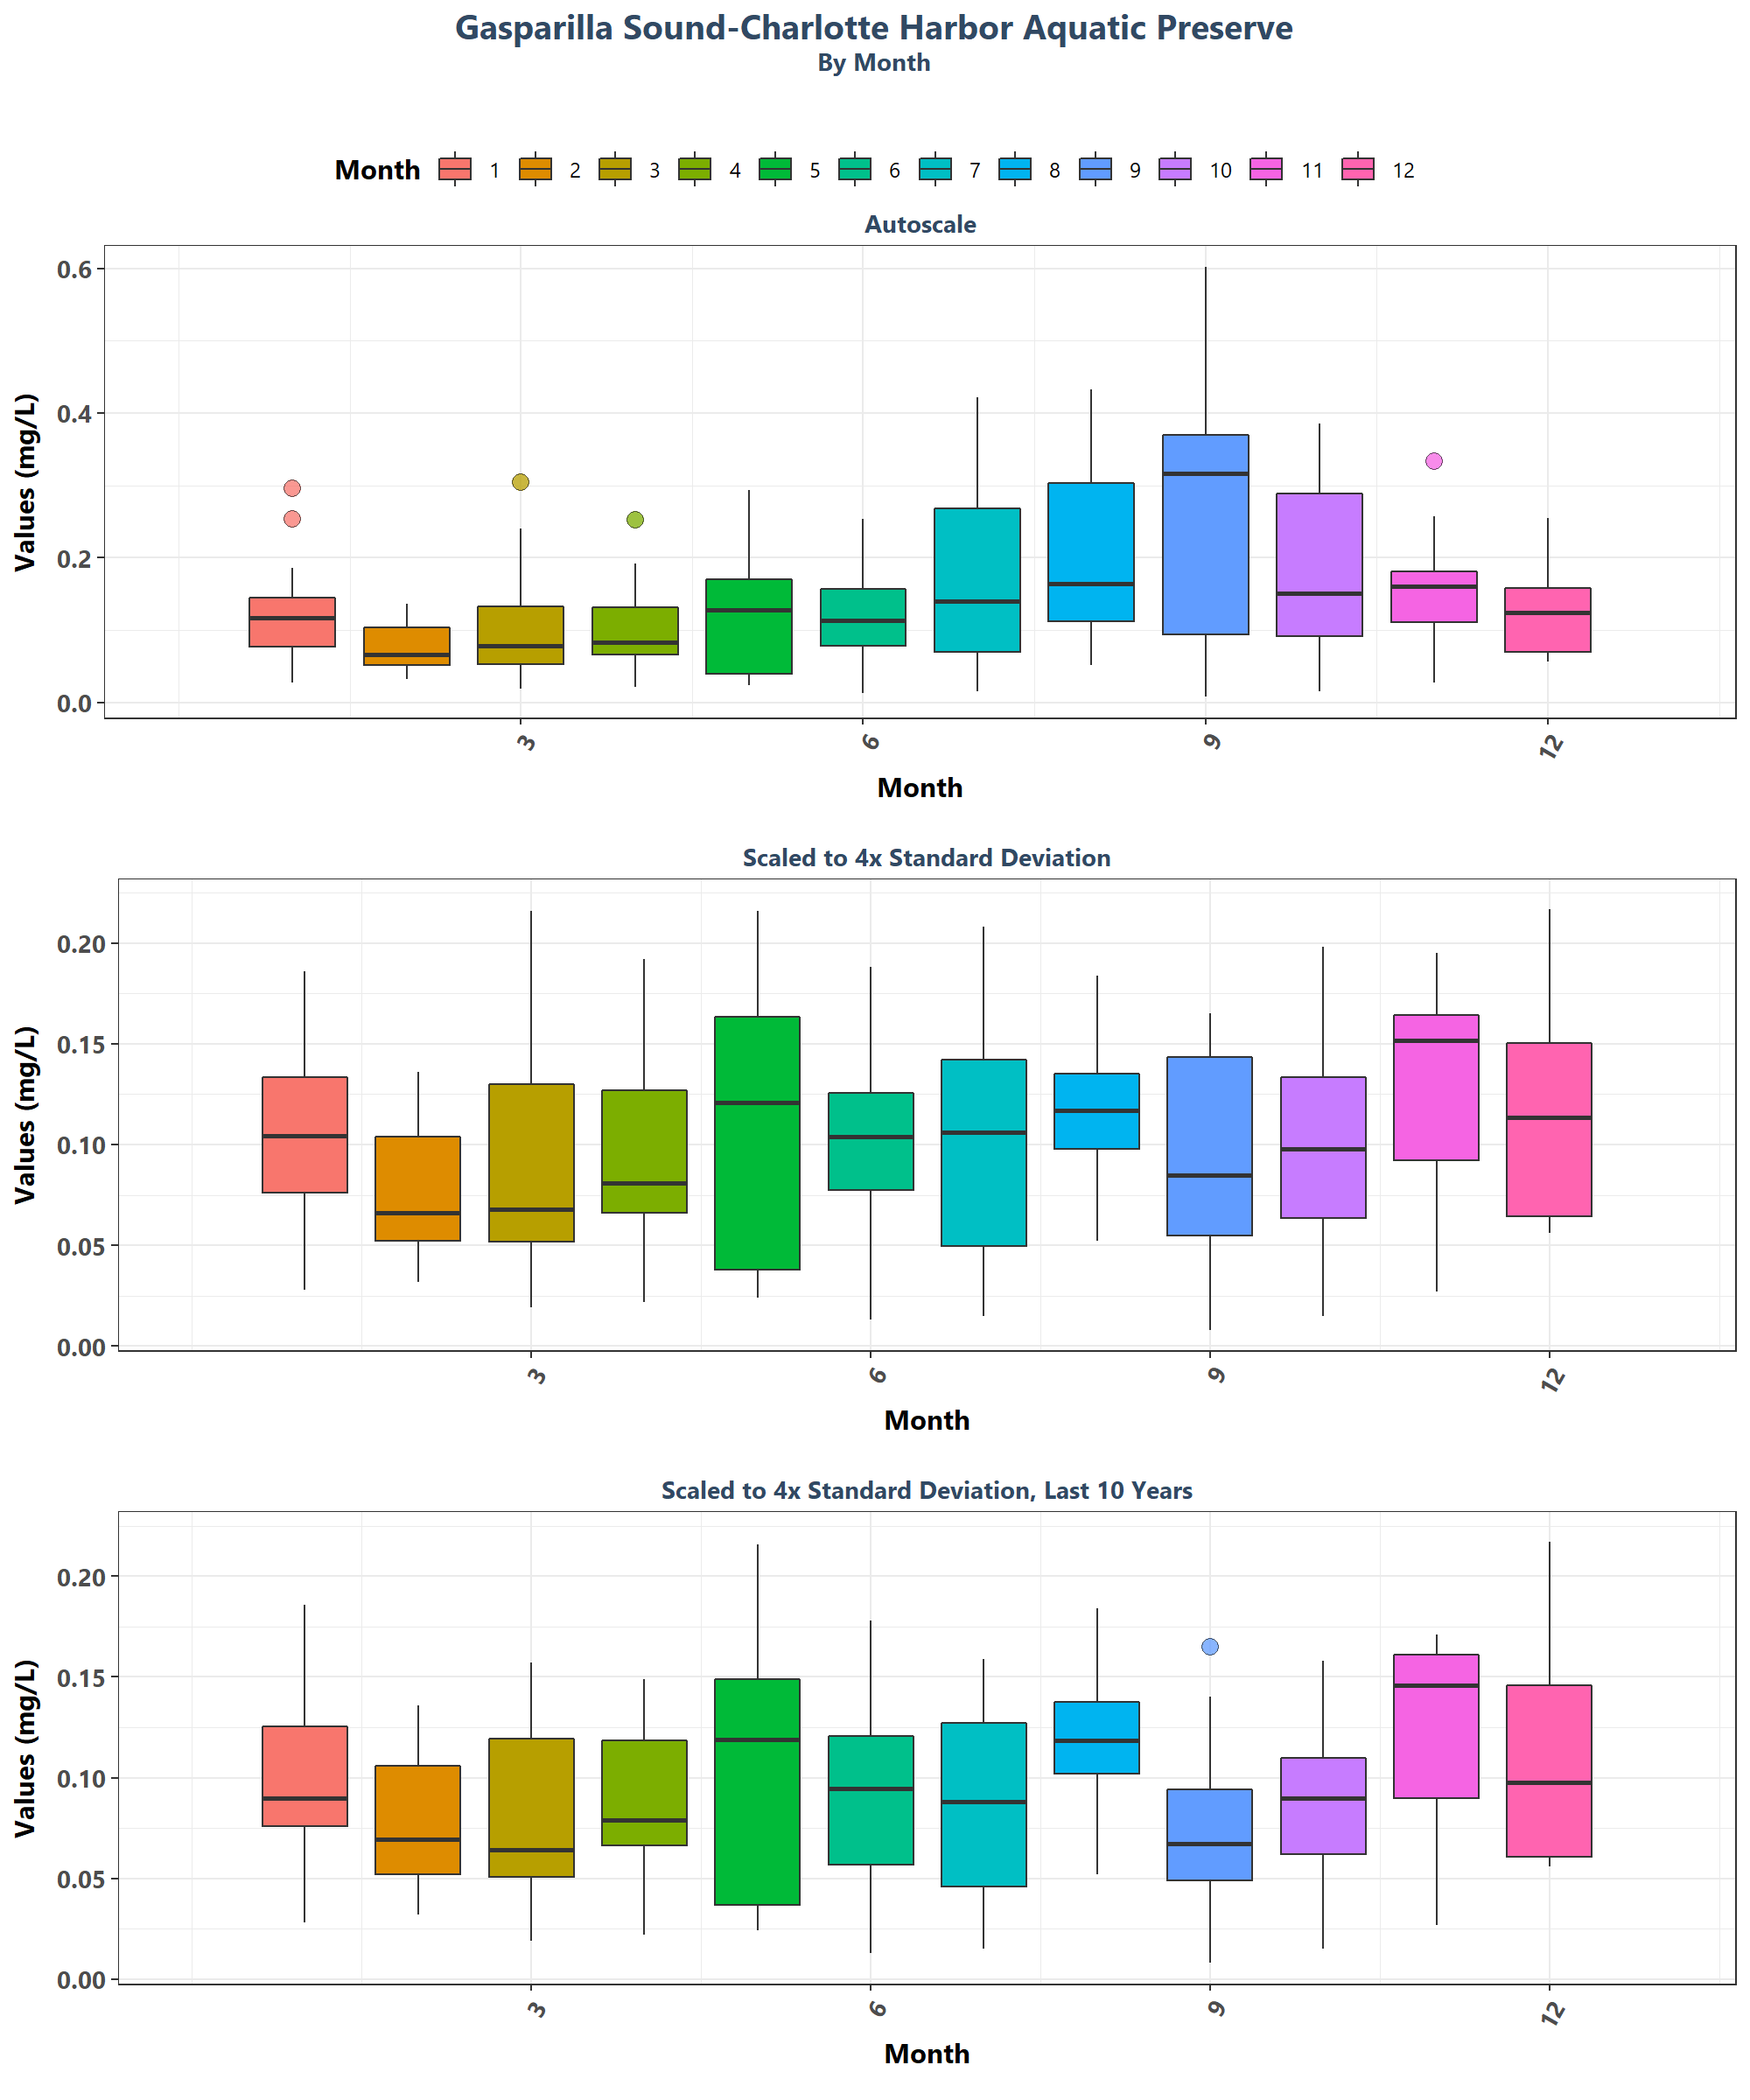 Gasparilla Sound-Charlotte Harbor Aquatic Preserve
By Month
Month 1 2 3 4 5 6 7 8 9 10 11 12
Autoscale
Values (mg/L)
0.6
0.4
0.2
0.0
3 6 9 12
Month
Scaled to 4x Standard Deviation
Values (mg/L)
0.20
0.15
0.10
0.05
0.00
3 6 9 12
Month
Scaled to 4x Standard Deviation, Last 10 Years
Values (mg/L)
0.20
0.15
0.10
0.05
0.00
3 6 9 12
Month